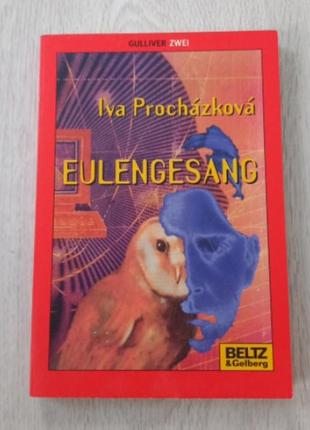 GULLIVER ZWEI
Iva Procházková
EULENGESANG
BELTZ
&Gelberg